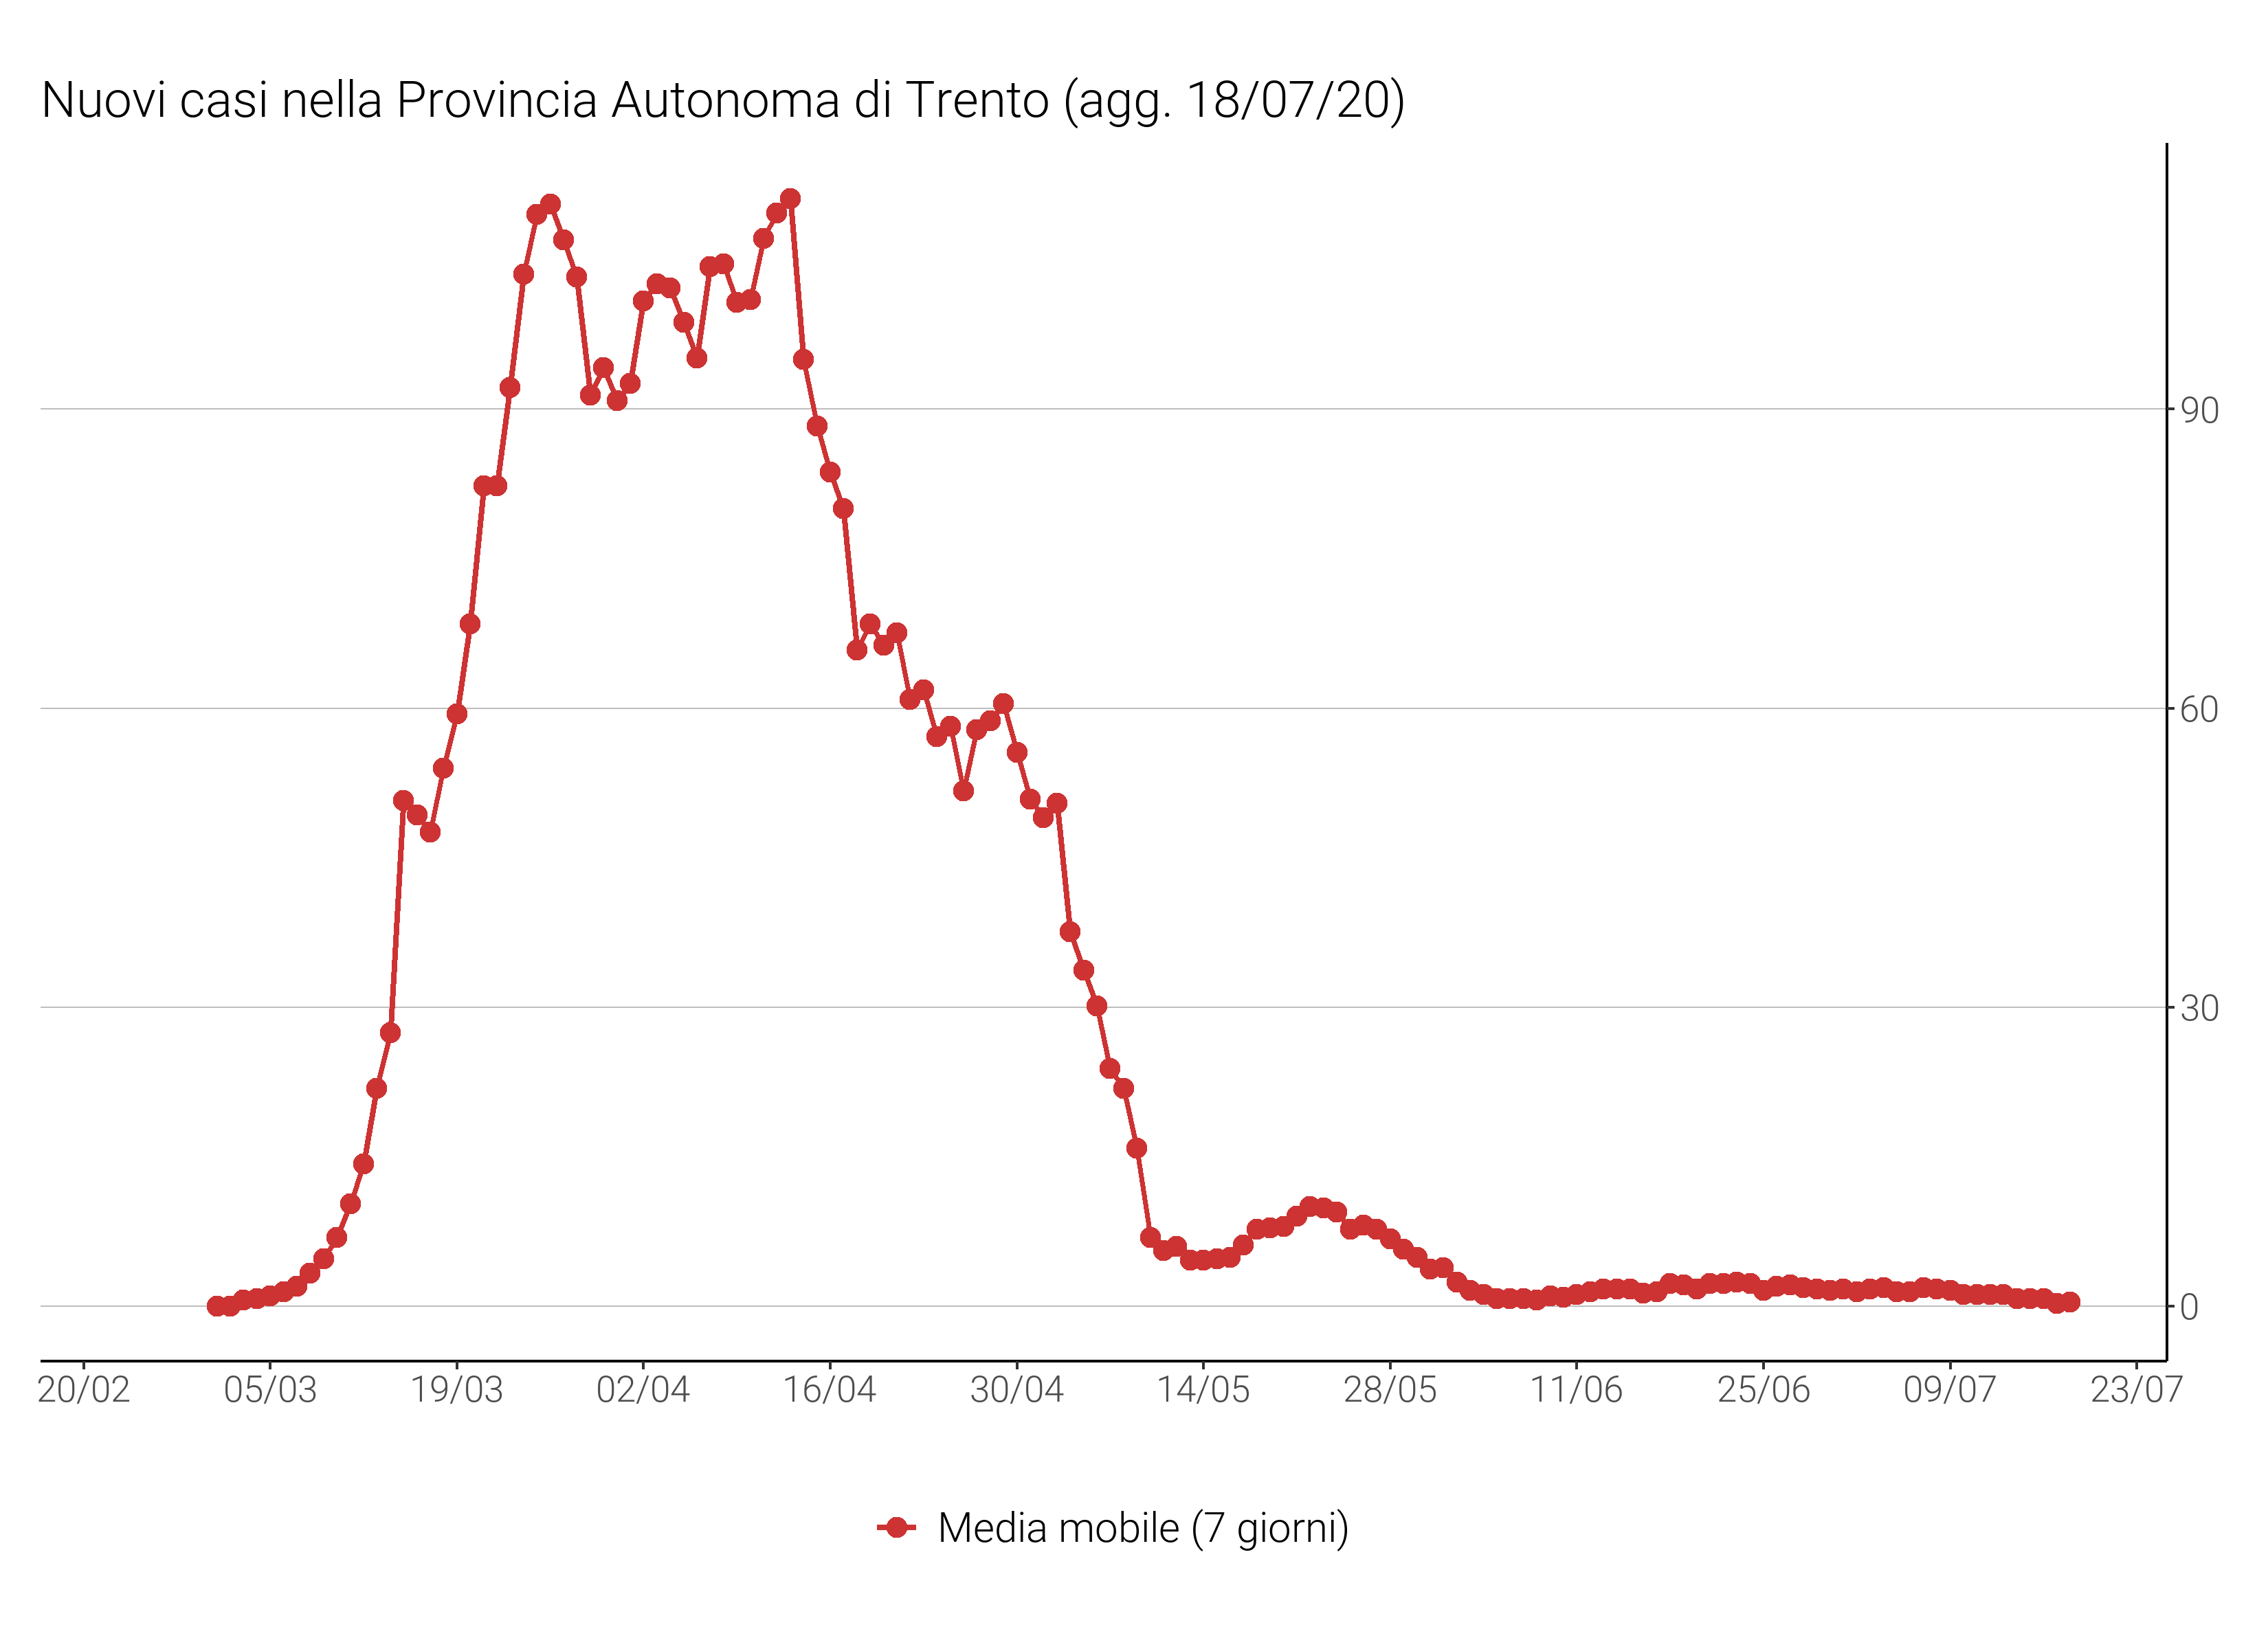 Nuovi casi nella Provincia Autonoma di Trento (agg. 18/07/20)
90
60
30
0
20/02 05/03 19/03 02/04 16/04 30/04 14/05 28/05 11/06 25/06 09/07 23/07
Media mobile (7 giorni)